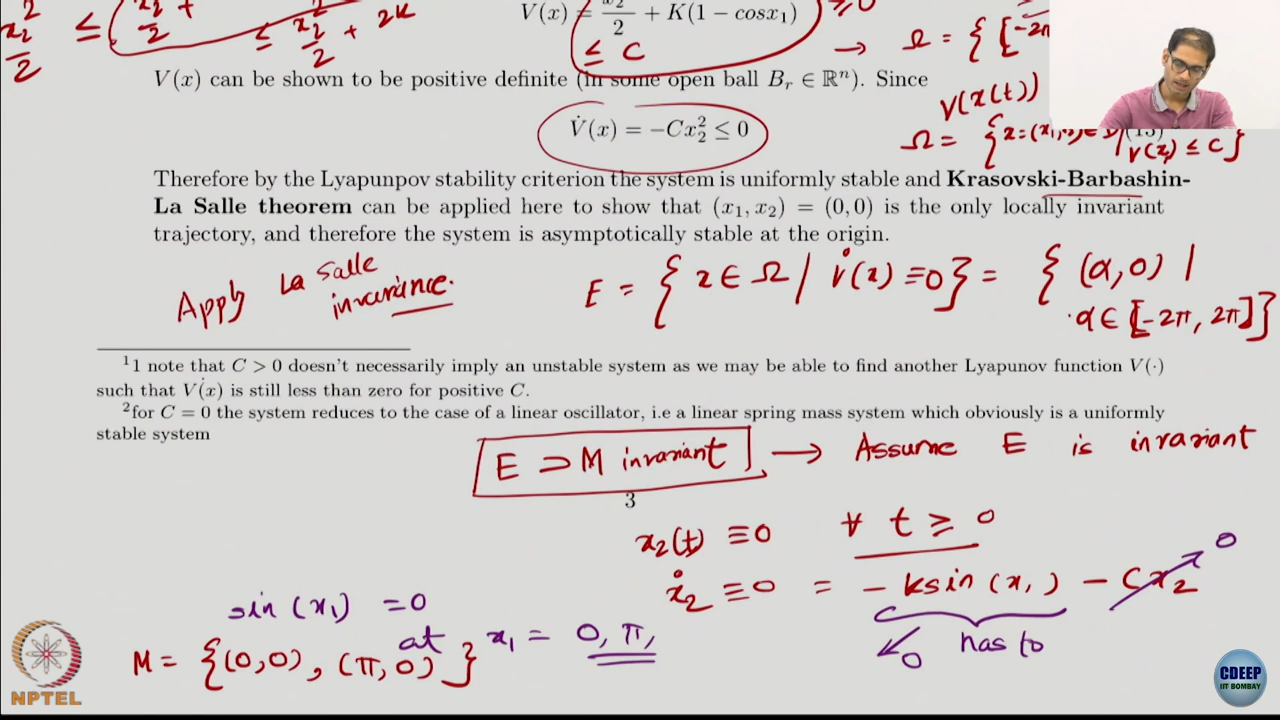 x₂²/2 ≤ x₂²/2 + ≤ x₂²/2 + 2K
V(x) = /2 + K(1 − cosx₁) ≥ 0
≤ C
→ Ω = { [-2π
V(x) can be shown to be positive definite (in some open ball Bᵣ ∈ ℝⁿ). Since
V(x(t))
V̇(x) = −Cx₂² ≤ 0
Ω = { x = (x₁, V(x) ≤ C }
Therefore by the Lyapunpov stability criterion the system is uniformly stable and Krasovski-Barbashin-
La Salle theorem can be applied here to show that (x₁, x₂) = (0, 0) is the only locally invariant
trajectory, and therefore the system is asymptotically stable at the origin.
Apply La Salle invariance.
E = { x ∈ Ω / V̇(x) ≡ 0 } = { (α, 0) |
α ∈ [-2π, 2π] }
¹1 note that C > 0 doesn't necessarily imply an unstable system as we may be able to find another Lyapunov function V(·)
such that V̇(x) is still less than zero for positive C.
²for C = 0 the system reduces to the case of a linear oscillator, i.e a linear spring mass system which obviously is a uniformly
stable system
E ⊃ M invariant → Assume E is invariant
3
x₂(t) ≡ 0 ∀ t ≥ 0
ẋ₂ ≡ 0 = − k sin(x₁) − Cx₂ 0
sin(x₁) = 0
at x₁ = 0, π,
0 has to
M = { (0,0), (π, 0) }
NPTEL
CDEEP
IIT BOMBAY